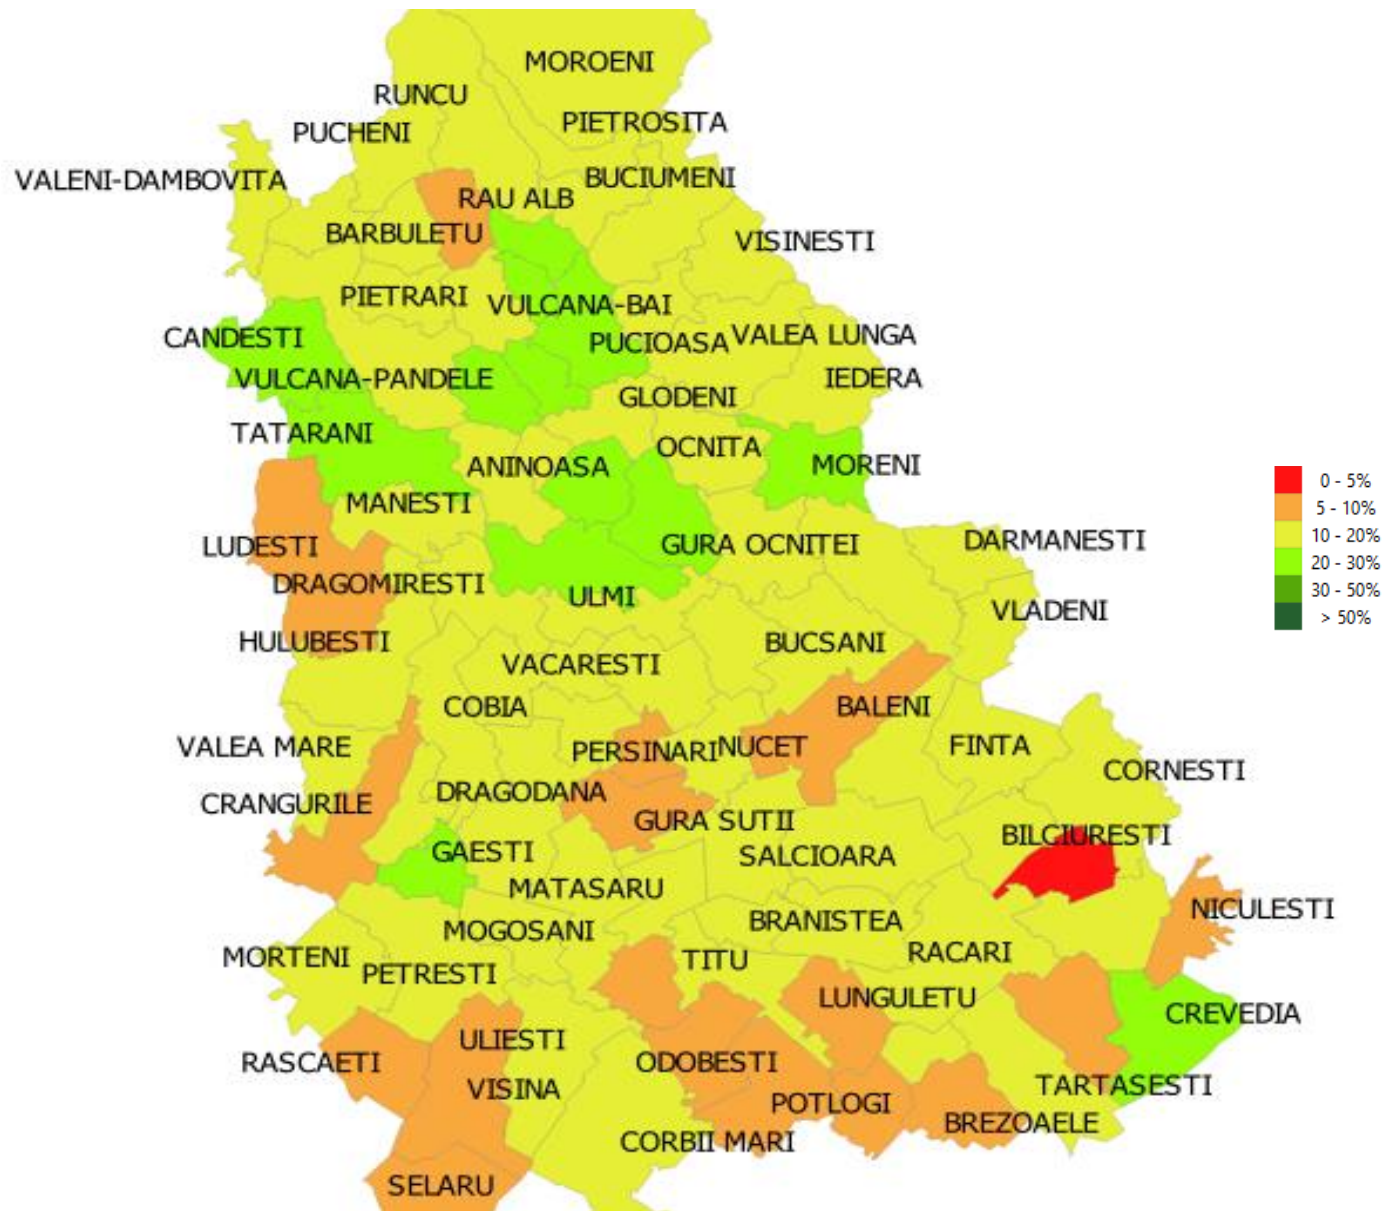 MOROENI
RUNCU
PIETROSITA
PUCHENI
VALENI-DAMBOVITA
BUCIUMENI
RAU ALB
BARBULETU
VISINESTI
PIETRARI
VULCANA-BAI
CANDESTI
PUCIOASA
VALEA LUNGA
VULCANA-PANDELE
IEDERA
GLODENI
TATARANI
OCNITA
ANINOASA
MORENI
MANESTI
LUDESTI
GURA OCNITEI
DARMANESTI
DRAGOMIRESTI
ULMI
VLADENI
HULUBESTI
BUCSANI
VACARESTI
COBIA
BALENI
VALEA MARE
PERSINARI
NUCET
FINTA
CORNESTI
CRANGURILE
DRAGODANA
GURA SUTII
BILCIURESTI
GAESTI
SALCIOARA
MATASARU
NICULESTI
BRANISTEA
MOGOSANI
RACARI
MORTENI
PETRESTI
TITU
LUNGULETU
CREVEDIA
ULIESTI
RASCAETI
ODOBESTI
VISINA
TARTASESTI
POTLOGI
BREZOAELE
CORBII MARI
SELARU
0 - 5%
5 - 10%
10 - 20%
20 - 30%
30 - 50%
> 50%